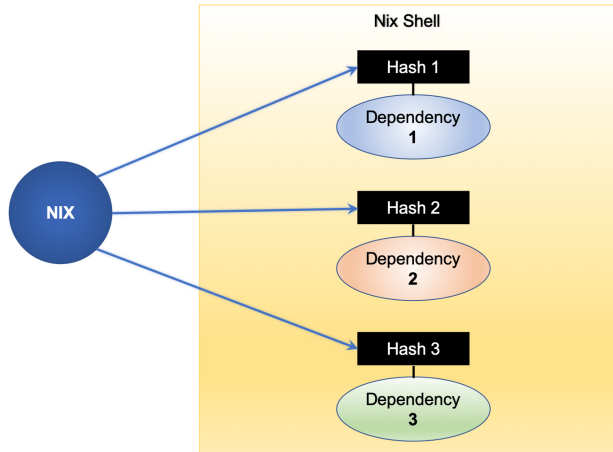 Nix Shell
Hash 1
Dependency
1
NIX
Hash 2
Dependency
2
Hash 3
Dependency
3